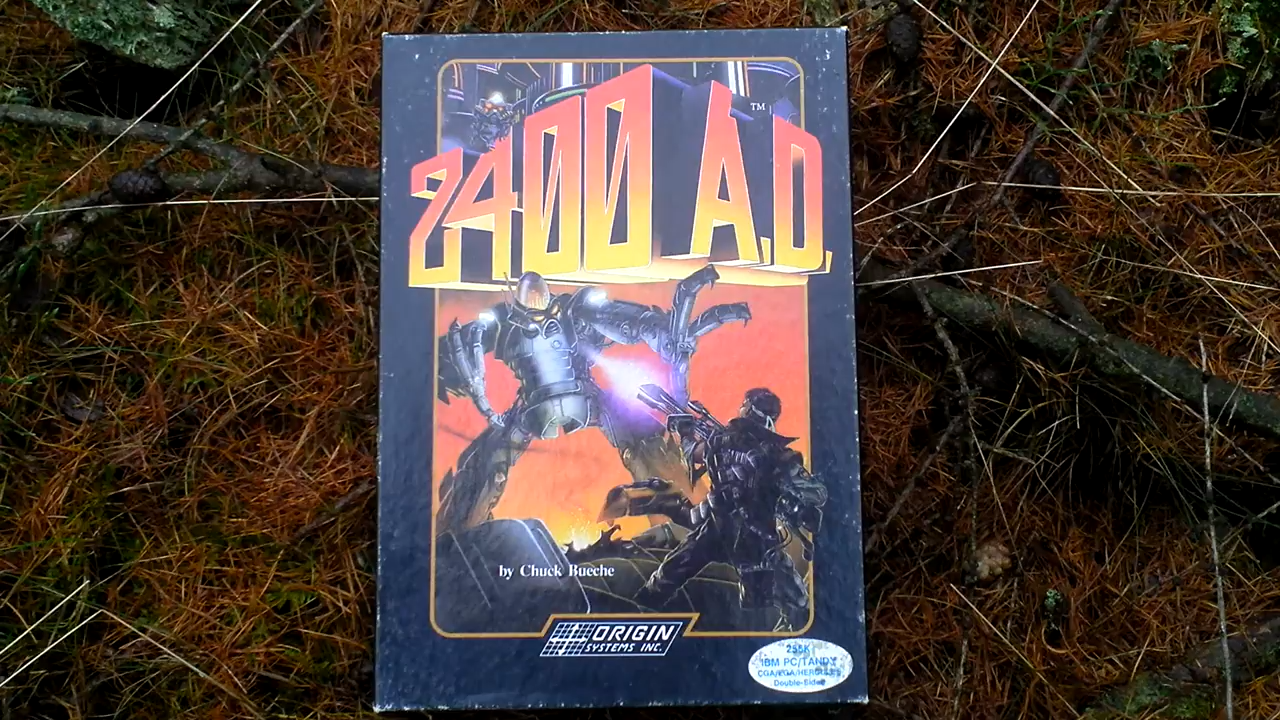 2400 A.D.
TM
by Chuck Bueche
ORIGIN
SYSTEMS INC.
256K
IBM PC/TANDY
CGA/EGA/HERCULES
Double-Sided